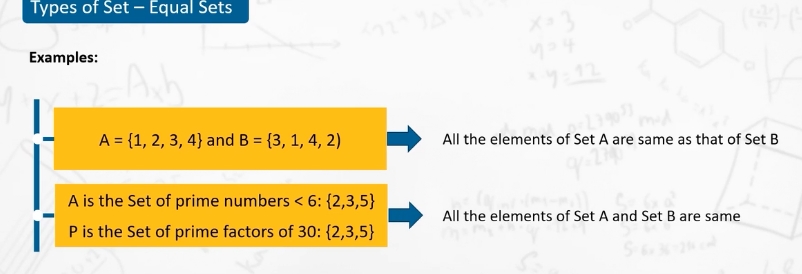 Types of Set – Equal Sets
Examples:
A = {1, 2, 3, 4} and B = {3, 1, 4, 2)
All the elements of Set A are same as that of Set B
A is the Set of prime numbers < 6: {2,3,5}
P is the Set of prime factors of 30: {2,3,5}
All the elements of Set A and Set B are same